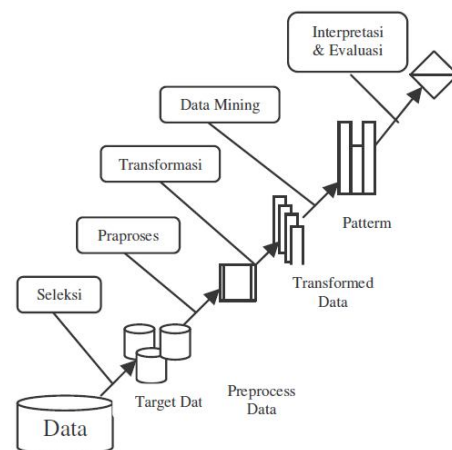 Interpretasi
& Evaluasi
Data Mining
Transformasi
Patterm
Praproses
Transformed
Data
Seleksi
Target Dat
Preprocess
Data
Data